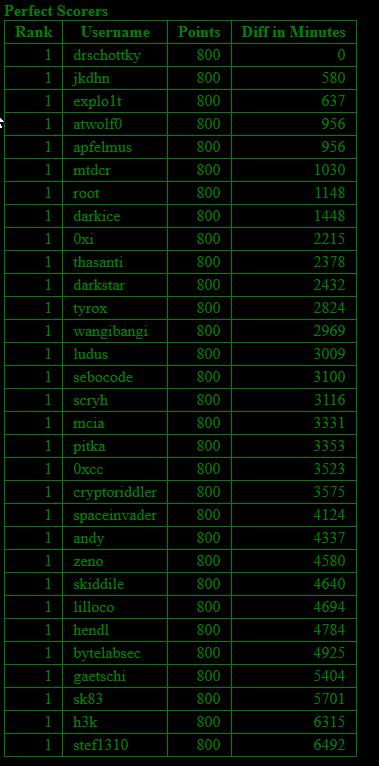 Perfect Scorers
Rank Username Points Diff in Minutes
1 drschottky 800 0
1 jkdhn 800 580
1 explo1t 800 637
1 atwolf0 800 956
1 apfelmus 800 956
1 mtdcr 800 1030
1 root 800 1148
1 darkice 800 1448
1 0xi 800 2215
1 thasanti 800 2378
1 darkstar 800 2432
1 tyrox 800 2824
1 wangibangi 800 2969
1 ludus 800 3009
1 sebocode 800 3100
1 scryh 800 3116
1 mcia 800 3331
1 pitka 800 3353
1 0xcc 800 3523
1 cryptoriddler 800 3575
1 spaceinvader 800 4124
1 andy 800 4337
1 zeno 800 4580
1 skiddile 800 4640
1 lilloco 800 4694
1 hendl 800 4784
1 bytelabsec 800 4925
1 gaetschi 800 5404
1 sk83 800 5701
1 h3k 800 6315
1 stef1310 800 6492